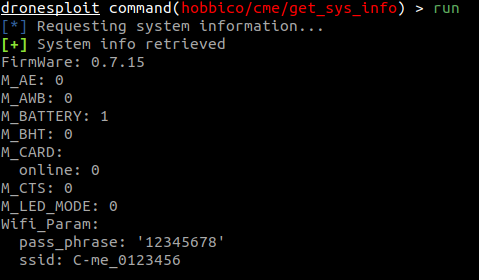 dronesploit command(hobbico/cme/get_sys_info) > run
[*] Requesting system information...
[+] System info retrieved
FirmWare: 0.7.15
M_AE: 0
M_AWB: 0
M_BATTERY: 1
M_BHT: 0
M_CARD:
  online: 0
M_CTS: 0
M_LED_MODE: 0
Wifi_Param:
  pass_phrase: '12345678'
  ssid: C-me_0123456